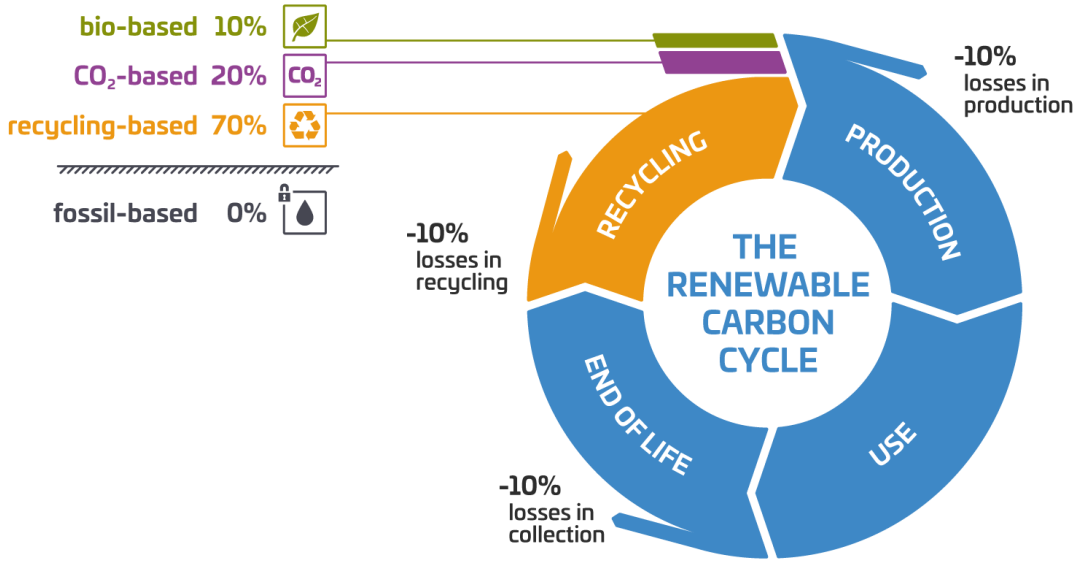 bio-based 10%
CO₂-based 20% CO₂
recycling-based 70%
fossil-based 0%
-10%
losses in
production
PRODUCTION
RECYCLING
-10%
losses in
recycling
THE
RENEWABLE
CARBON
CYCLE
END OF LIFE
USE
-10%
losses in
collection